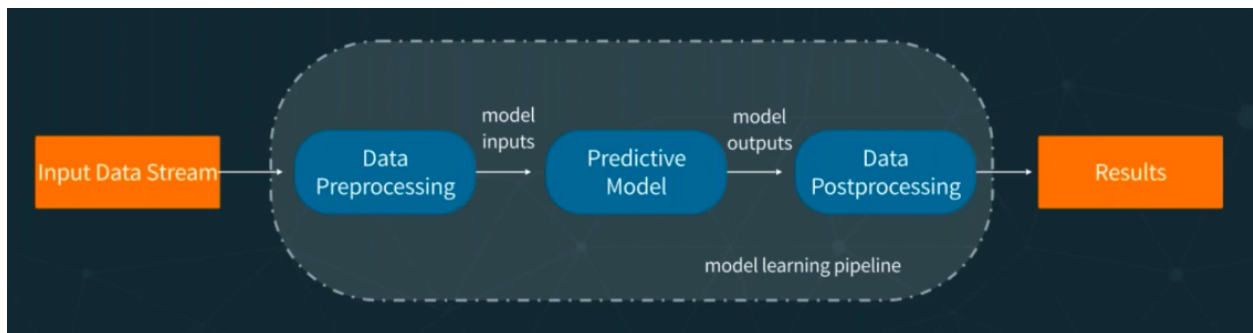 Input Data Stream
Data
Preprocessing
model
inputs
Predictive
Model
model
outputs
Data
Postprocessing
Results
model learning pipeline